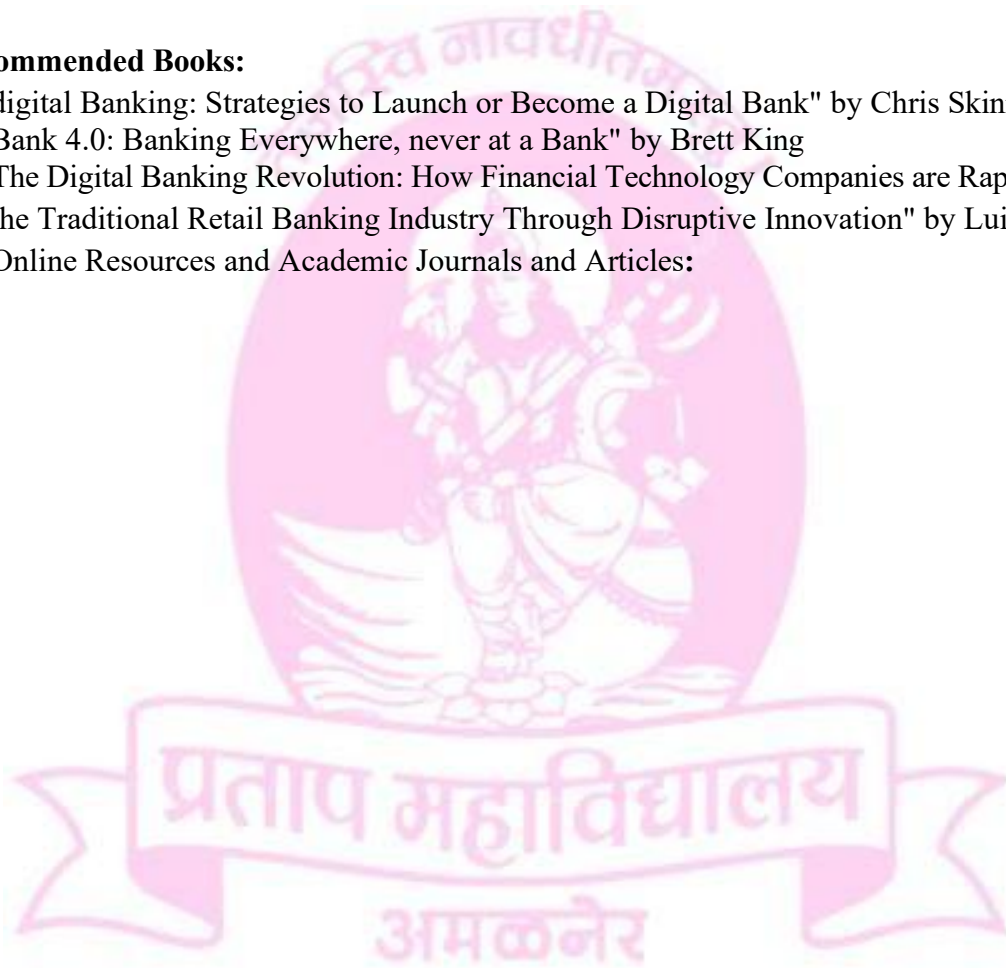 ommended Books:
digital Banking: Strategies to Launch or Become a Digital Bank" by Chris Skin
Bank 4.0: Banking Everywhere, never at a Bank" by Brett King
The Digital Banking Revolution: How Financial Technology Companies are Rap
he Traditional Retail Banking Industry Through Disruptive Innovation" by Lui
Online Resources and Academic Journals and Articles:
नावधीतमस्तु
प्रताप महाविद्यालय
अमळनेर